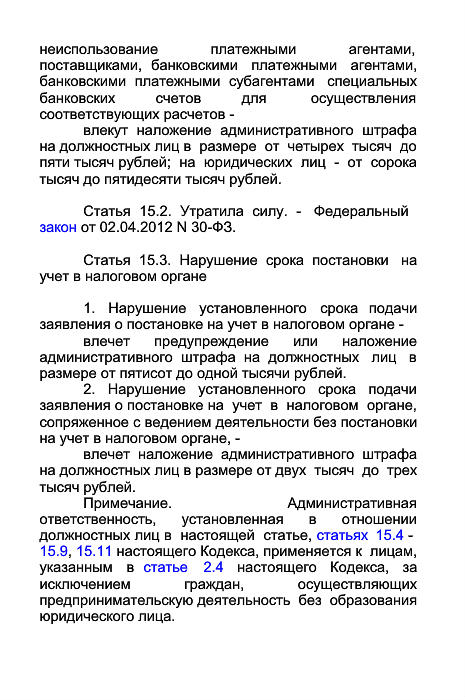 неиспользование платежными агентами,
поставщиками, банковскими платежными агентами,
банковскими платежными субагентами специальных
банковских счетов для осуществления
соответствующих расчетов -
влекут наложение административного штрафа
на должностных лиц в размере от четырех тысяч до
пяти тысяч рублей; на юридических лиц - от сорока
тысяч до пятидесяти тысяч рублей.
Статья 15.2. Утратила силу. - Федеральный
закон от 02.04.2012 N 30-ФЗ.
Статья 15.3. Нарушение срока постановки на
учет в налоговом органе
1. Нарушение установленного срока подачи
заявления о постановке на учет в налоговом органе -
влечет предупреждение или наложение
административного штрафа на должностных лиц в
размере от пятисот до одной тысячи рублей.
2. Нарушение установленного срока подачи
заявления о постановке на учет в налоговом органе,
сопряженное с ведением деятельности без постановки
на учет в налоговом органе, -
влечет наложение административного штрафа
на должностных лиц в размере от двух тысяч до трех
тысяч рублей.
Примечание. Административная
ответственность, установленная в отношении
должностных лиц в настоящей статье, статьях 15.4 -
15.9, 15.11 настоящего Кодекса, применяется к лицам,
указанным в статье 2.4 настоящего Кодекса, за
исключением граждан, осуществляющих
предпринимательскую деятельность без образования
юридического лица.